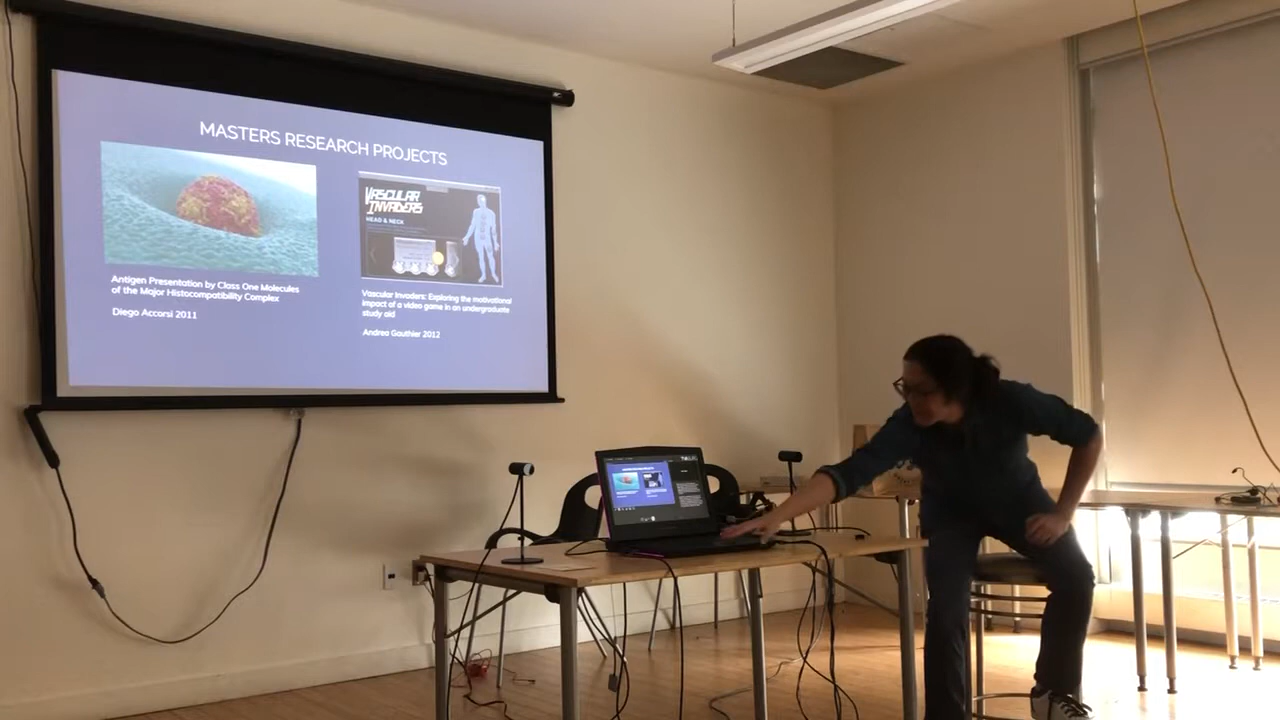 MASTERS RESEARCH PROJECTS
Antigen Presentation by Class One Molecules
of the Major Histocompatibility Complex
Diego Accorsi 2011
VASCULAR
INVADERS
HEAD & NECK
Vascular Invaders: Exploring the motivational
impact of a video game in an undergraduate
study aid
Andrea Gauthier 2012